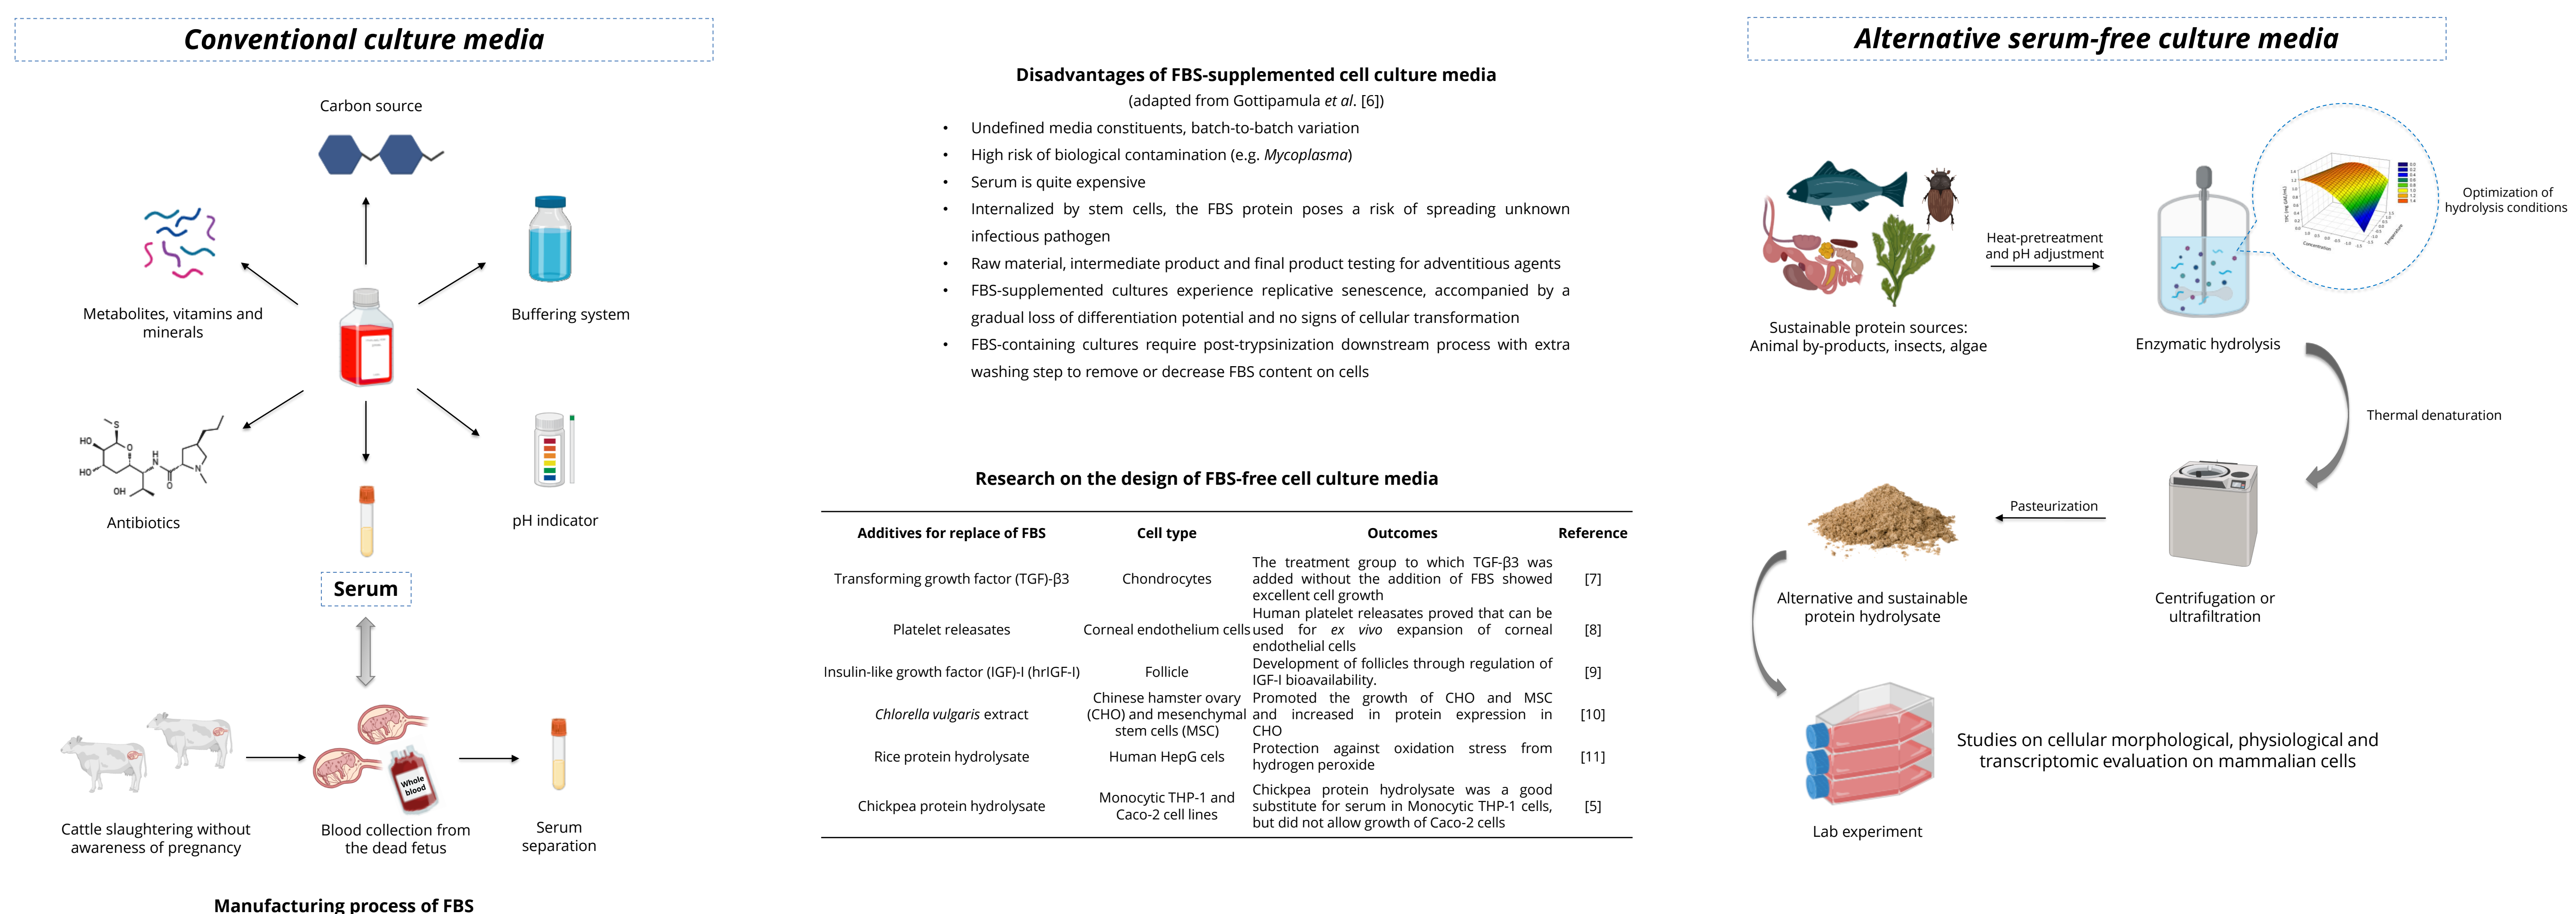 Conventional culture media
Carbon source
Metabolites, vitamins and
minerals
Buffering system
Antibiotics
HO
HO
S
O
OH
H
N
O
N
pH indicator
Serum
Whole
blood
Cattle slaughtering without
awareness of pregnancy
Blood collection from
the dead fetus
Serum
separation
Manufacturing process of FBS
Disadvantages of FBS-supplemented cell culture media
(adapted from Gottipamula et al. [6])
• Undefined media constituents, batch-to-batch variation
• High risk of biological contamination (e.g. Mycoplasma)
• Serum is quite expensive
• Internalized by stem cells, the FBS protein poses a risk of spreading unknown
infectious pathogen
• Raw material, intermediate product and final product testing for adventitious agents
• FBS-supplemented cultures experience replicative senescence, accompanied by a
gradual loss of differentiation potential and no signs of cellular transformation
• FBS-containing cultures require post-trypsinization downstream process with extra
washing step to remove or decrease FBS content on cells
Research on the design of FBS-free cell culture media
Additives for replace of FBS Cell type Outcomes Reference
Transforming growth factor (TGF)-β3
Chondrocytes
The treatment group to which TGF-β3 was
added without the addition of FBS showed
excellent cell growth
[7]
Platelet releasates
Corneal endothelium cells
Human platelet releasates proved that can be
used for ex vivo expansion of corneal
endothelial cells
[8]
Insulin-like growth factor (IGF)-I (hrIGF-I)
Follicle
Development of follicles through regulation of
IGF-I bioavailability.
[9]
Chlorella vulgaris extract
Chinese hamster ovary
(CHO) and mesenchymal
stem cells (MSC)
Promoted the growth of CHO and MSC
and increased in protein expression in
CHO
[10]
Rice protein hydrolysate
Human HepG cels
Protection against oxidation stress from
hydrogen peroxide
[11]
Chickpea protein hydrolysate
Monocytic THP-1 and
Caco-2 cell lines
Chickpea protein hydrolysate was a good
substitute for serum in Monocytic THP-1 cells,
but did not allow growth of Caco-2 cells
[5]
Alternative serum-free culture media
Sustainable protein sources:
Animal by-products, insects, algae
Heat-pretreatment
and pH adjustment
Enzymatic hydrolysis
Concentration
Temperature
Optimization of
hydrolysis conditions
Thermal denaturation
Centrifugation or
ultrafiltration
Pasteurization
Alternative and sustainable
protein hydrolysate
Lab experiment
Studies on cellular morphological, physiological and
transcriptomic evaluation on mammalian cells